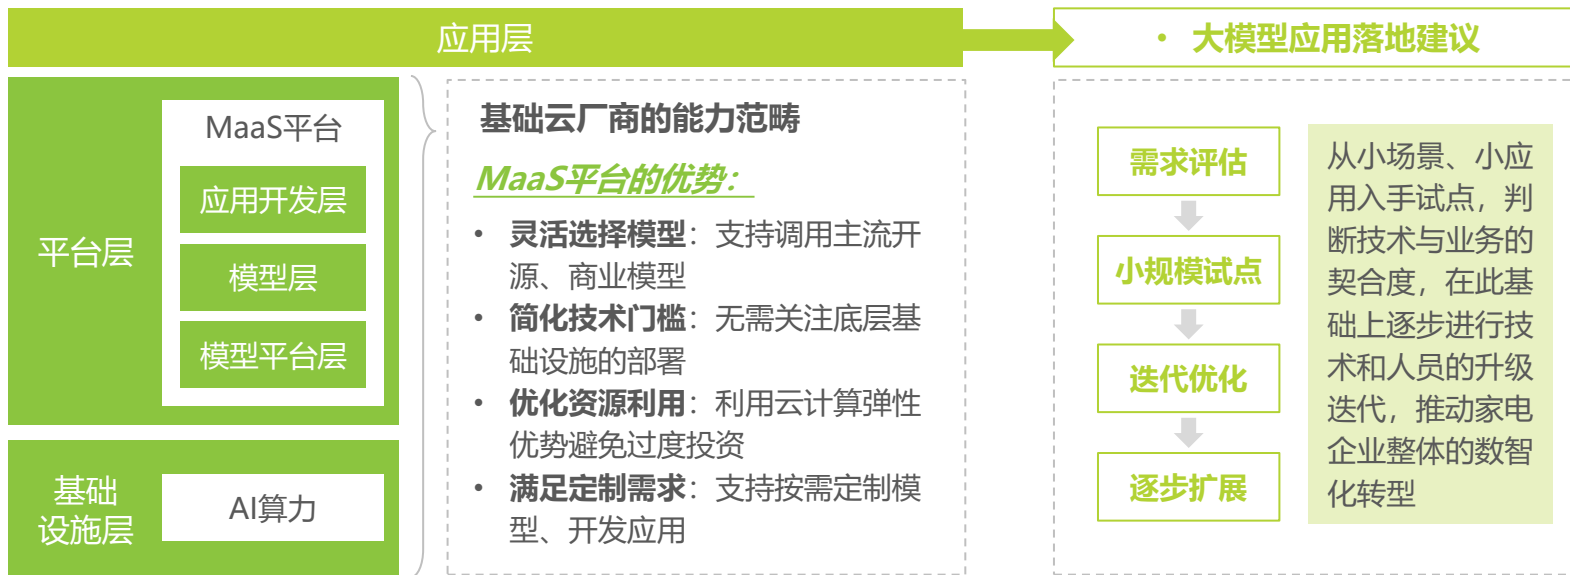 应用层
• 大模型应用落地建议
平台层
MaaS平台
应用开发层
模型层
模型平台层
基础
设施层
AI算力
基础云厂商的能力范畴
MaaS平台的优势：
• 灵活选择模型：支持调用主流开
源、商业模型
• 简化技术门槛：无需关注底层基
础设施的部署
• 优化资源利用：利用云计算弹性
优势避免过度投资
• 满足定制需求：支持按需定制模
型、开发应用
需求评估
小规模试点
迭代优化
逐步扩展
从小场景、小应
用入手试点，判
断技术与业务的
契合度，在此基
础上逐步进行技
术和人员的升级
迭代，推动家电
企业整体的数智
化转型